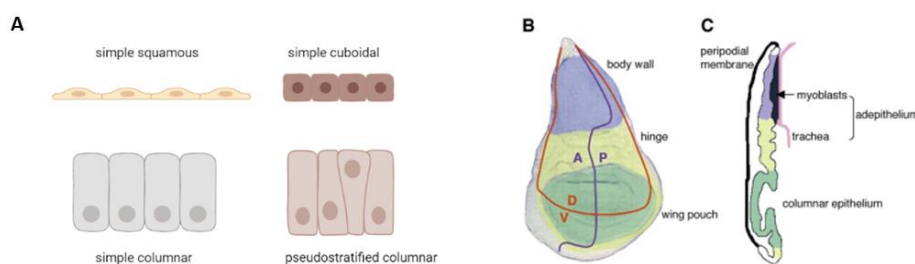 A
simple squamous
simple cuboidal
simple columnar
pseudostratified columnar
B
body wall
hinge
A P
D
V
wing pouch
C
peripodial
membrane
myoblasts
adepithelium
trachea
columnar epithelium